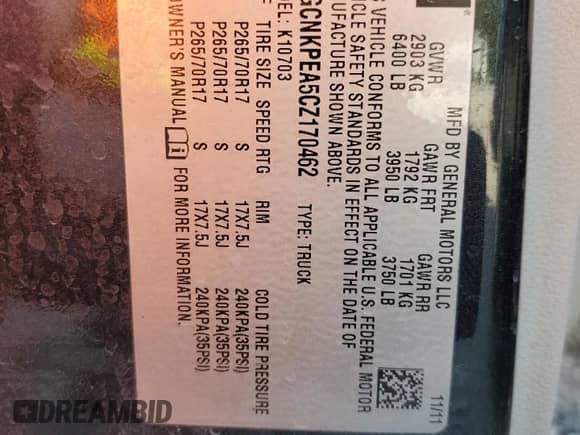 MFD BY GENERAL MOTORS LLC 11/11
GVWR GAWR FRT GAWR RR
2903 KG 1792 KG 1701 KG
6400 LB 3950 LB 3750 LB
VEHICLE CONFORMS TO ALL APPLICABLE U.S. FEDERAL MOTOR
VEHICLE SAFETY STANDARDS IN EFFECT ON THE DATE OF
MANUFACTURE SHOWN ABOVE.
GCNKPEA5CZ170462 TYPE: TRUCK
MODEL: K10703
TIRE SIZE SPEED RTG RIM COLD TIRE PRESSURE
P265/70R17 S 17X7.5J 240KPA(35PSI)
P265/70R17 S 17X7.5J 240KPA(35PSI)
P265/70R17 S 17X7.5J 240KPA(35PSI)
OWNER'S MANUAL FOR MORE INFORMATION.
DREAMBID